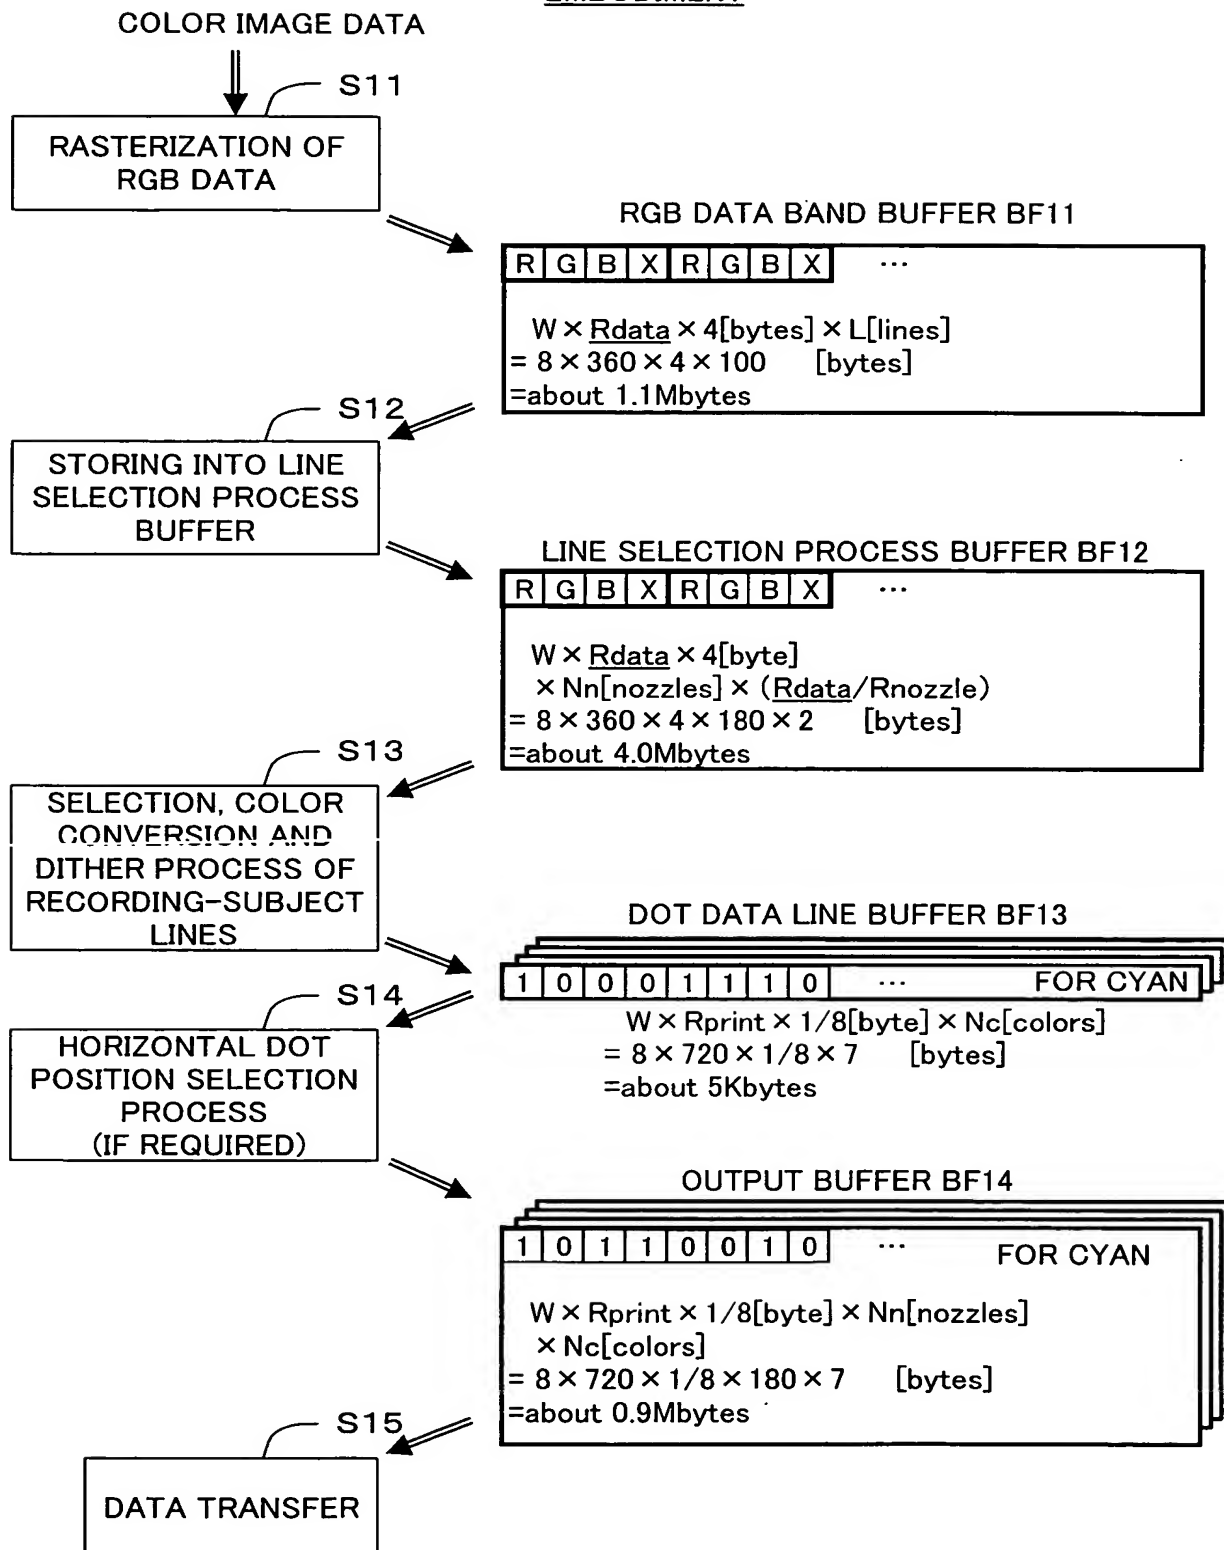 COLOR IMAGE DATA
S11
RASTERIZATION OF
RGB DATA
RGB DATA BAND BUFFER BF11
R G B X R G B X ...
W × Rdata × 4[bytes] × L[lines]
= 8 × 360 × 4 × 100 [bytes]
=about 1.1Mbytes
S12
STORING INTO LINE
SELECTION PROCESS
BUFFER
LINE SELECTION PROCESS BUFFER BF12
R G B X R G B X ...
W × Rdata × 4[byte]
× Nn[nozzles] × (Rdata/Rnozzle)
= 8 × 360 × 4 × 180 × 2 [bytes]
=about 4.0Mbytes
S13
SELECTION, COLOR
CONVERSION AND
DITHER PROCESS OF
RECORDING-SUBJECT
LINES
DOT DATA LINE BUFFER BF13
1 0 0 0 1 1 1 0 ... FOR CYAN
W × Rprint × 1/8[byte] × Nc[colors]
= 8 × 720 × 1/8 × 7 [bytes]
=about 5Kbytes
S14
HORIZONTAL DOT
POSITION SELECTION
PROCESS
(IF REQUIRED)
OUTPUT BUFFER BF14
1 0 1 1 0 0 1 0 ... FOR CYAN
W × Rprint × 1/8[byte] × Nn[nozzles]
× Nc[colors]
= 8 × 720 × 1/8 × 180 × 7 [bytes]
=about 0.9Mbytes
S15
DATA TRANSFER